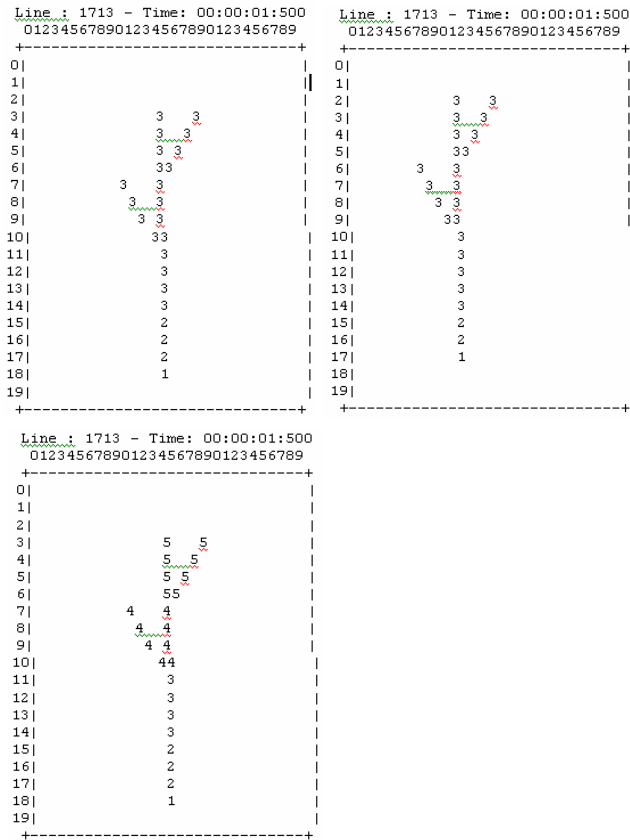 Line : 1713 - Time: 00:00:01:500
012345678901234567890123456789
+------------------------------+
0|                              |
1|                              |
2|                              |
3|              3   3           |
4|              3  3            |
5|              3 3             |
6|              33              |
7|          3   3               |
8|           3  3               |
9|            3 3               |
10|             33              |
11|              3              |
12|              3              |
13|              3              |
14|              3              |
15|              2              |
16|              2              |
17|              2              |
18|              1              |
19|                             |
+------------------------------+
Line : 1713 - Time: 00:00:01:500
012345678901234567890123456789
+------------------------------+
0|                              |
1|                              |
2|           3   3              |
3|           3  3               |
4|           3 3                |
5|           33                 |
6|       3   3                  |
7|        3  3                  |
8|         3 3                  |
9|          33                  |
10|           3                 |
11|           3                 |
12|           3                 |
13|           3                 |
14|           3                 |
15|           2                 |
16|           2                 |
17|           1                 |
18|                             |
19|                             |
+------------------------------+
Line : 1713 - Time: 00:00:01:500
012345678901234567890123456789
+------------------------------+
0|                              |
1|                              |
2|                              |
3|              5   5           |
4|              5  5            |
5|              5 5             |
6|              55              |
7|          4   4               |
8|           4  4               |
9|            4 4               |
10|             44              |
11|              3              |
12|              3              |
13|              3              |
14|              3              |
15|              2              |
16|              2              |
17|              2              |
18|              1              |
19|                             |
+------------------------------+